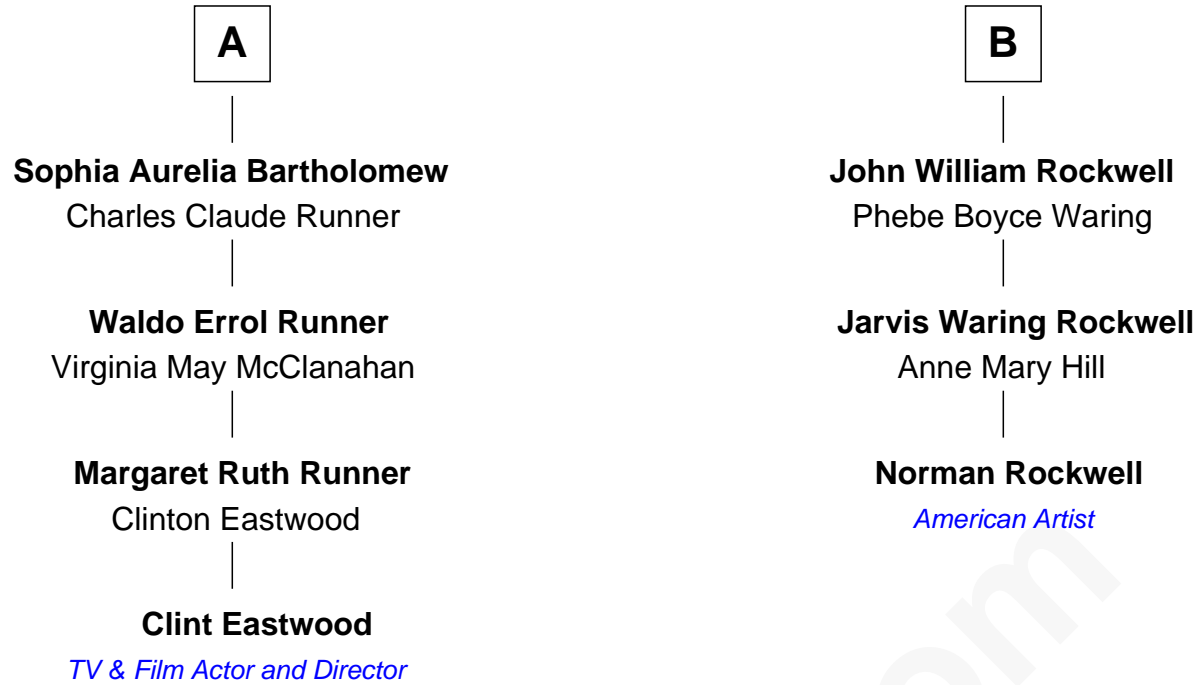 A
Sophia Aurelia Bartholomew
Charles Claude Runner
Waldo Errol Runner
Virginia May McClanahan
Margaret Ruth Runner
Clinton Eastwood
Clint Eastwood
TV & Film Actor and Director
B
John William Rockwell
Phebe Boyce Waring
Jarvis Waring Rockwell
Anne Mary Hill
Norman Rockwell
American Artist
om